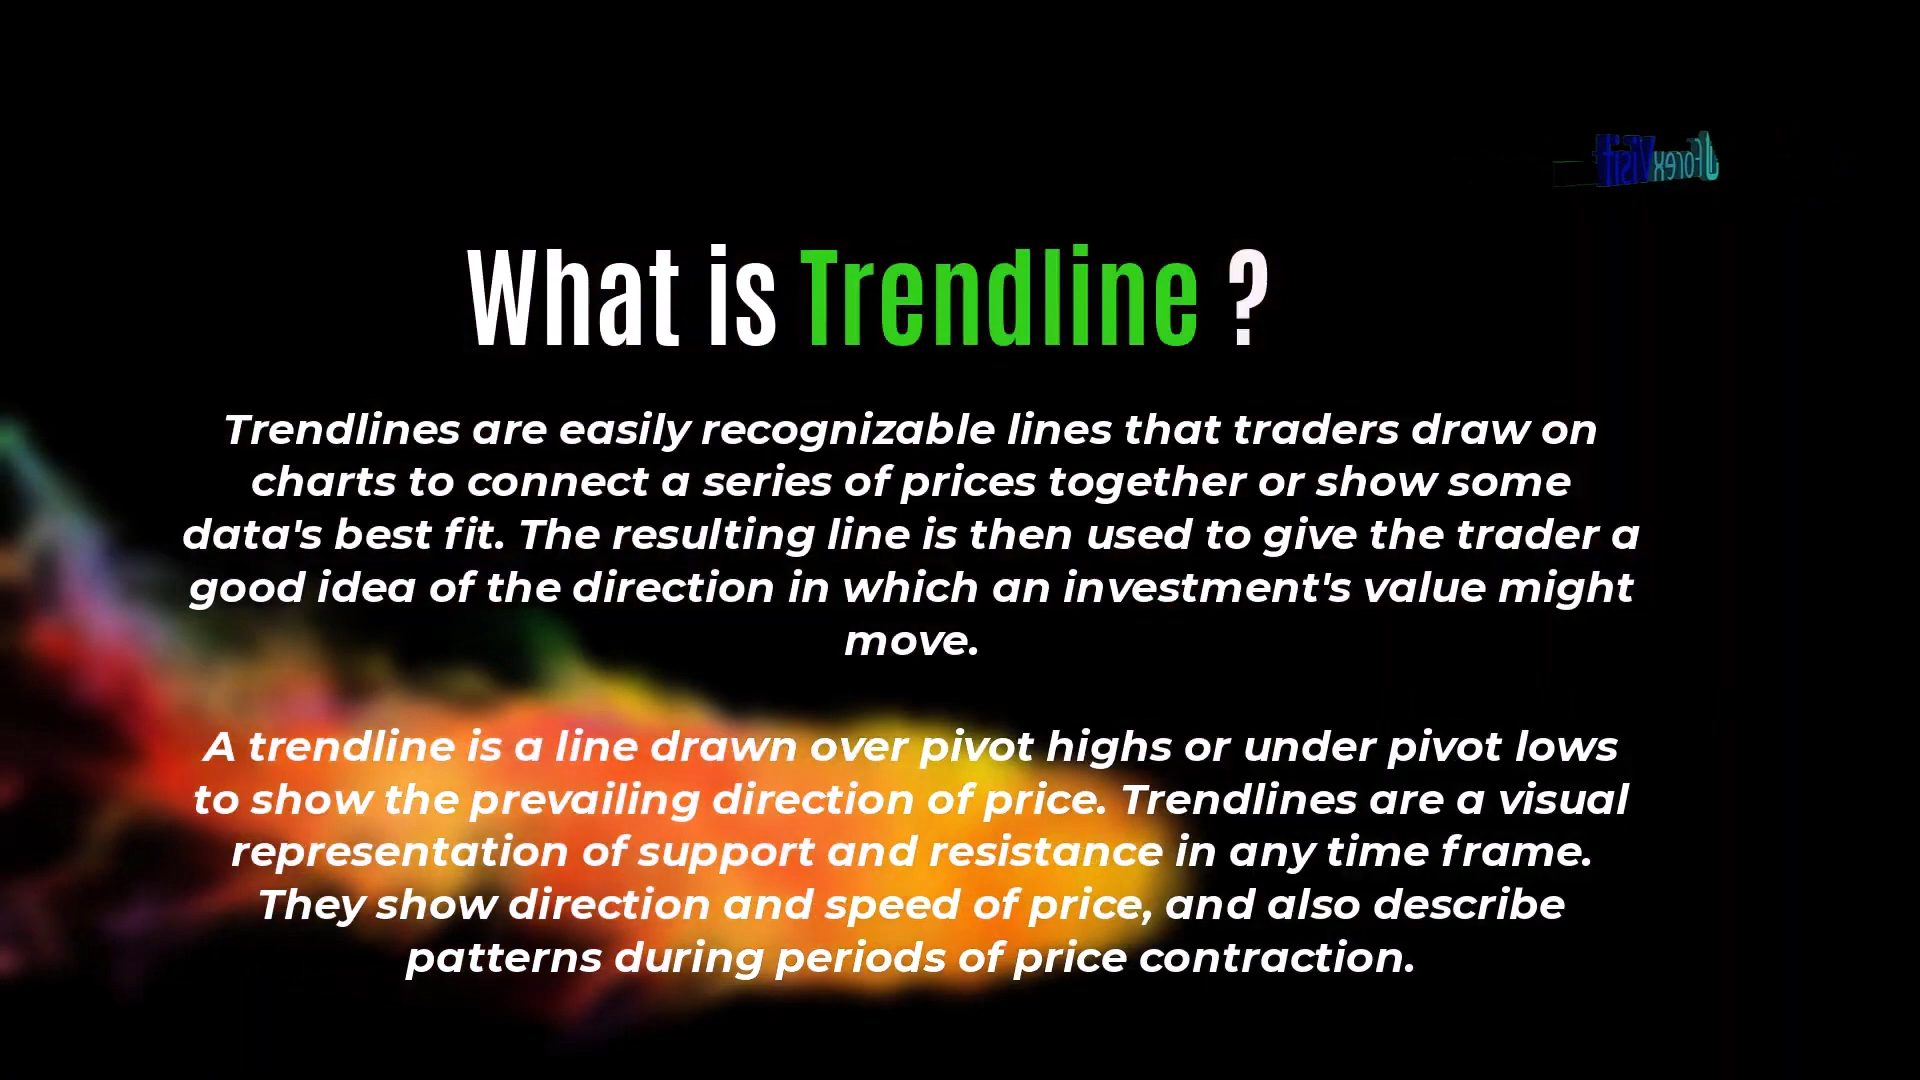 ForexVisit
What is Trendline ?
Trendlines are easily recognizable lines that traders draw on
charts to connect a series of prices together or show some
data's best fit. The resulting line is then used to give the trader a
good idea of the direction in which an investment's value might
move.
A trendline is a line drawn over pivot highs or under pivot lows
to show the prevailing direction of price. Trendlines are a visual
representation of support and resistance in any time frame.
They show direction and speed of price, and also describe
patterns during periods of price contraction.